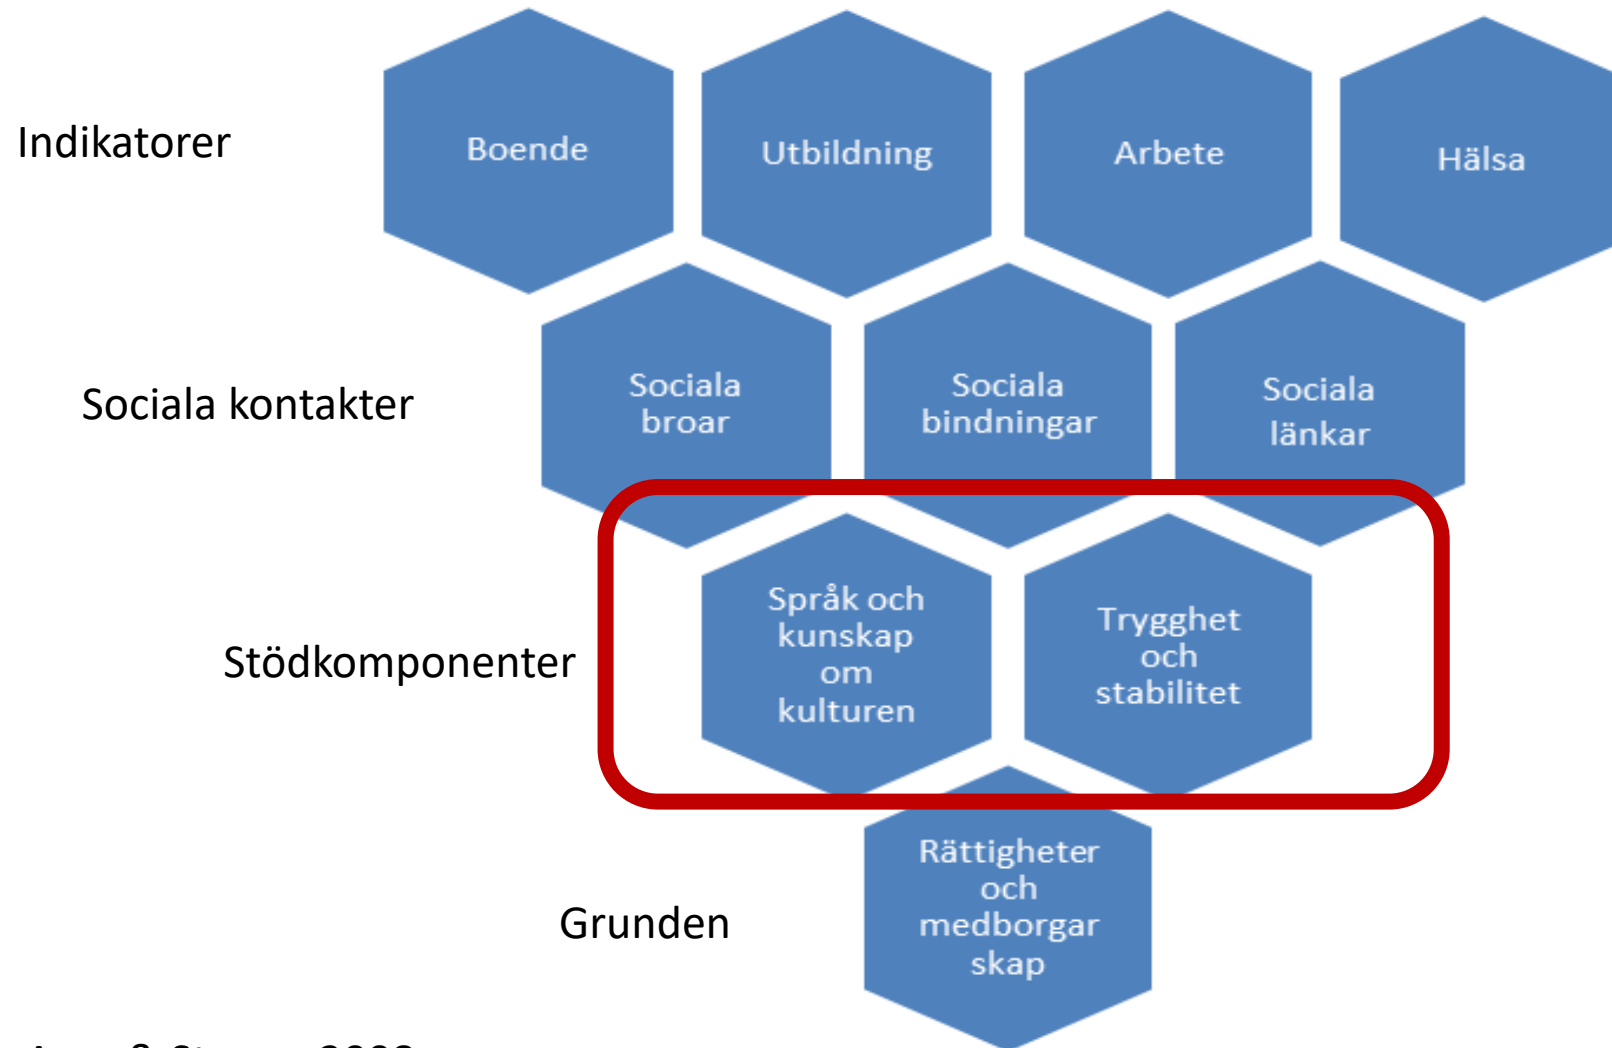 Indikatorer
Boende
Utbildning
Arbete
Hälsa
Sociala kontakter
Sociala
broar
Sociala
bindningar
Sociala
länkar
Stödkomponenter
Språk och
kunskap
om
kulturen
Trygghet
och
stabilitet
Grunden
Rättigheter
och
medborgar
skap